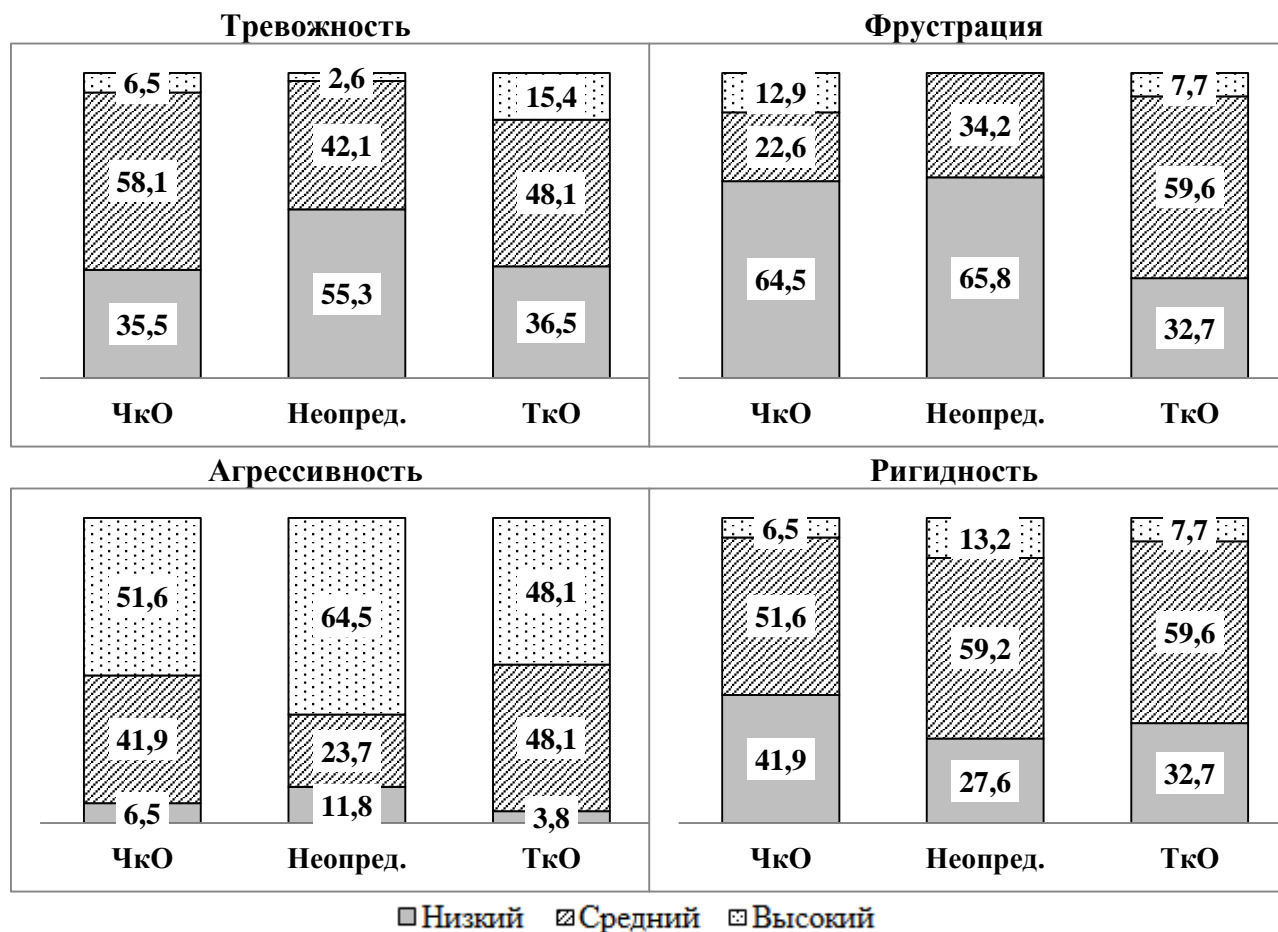 Тревожность
6,5 2,6 15,4
58,1 42,1 48,1
35,5 55,3 36,5
ЧкО Неопред. ТкО
Фрустрация
12,9 34,2 7,7
22,6 59,6
64,5 65,8 32,7
ЧкО Неопред. ТкО
Агрессивность
51,6 64,5 48,1
41,9 23,7 48,1
6,5 11,8 3,8
ЧкО Неопред. ТкО
Ригидность
6,5 13,2 7,7
51,6 59,2 59,6
41,9 27,6 32,7
ЧкО Неопред. ТкО
Низкий Средний Высокий